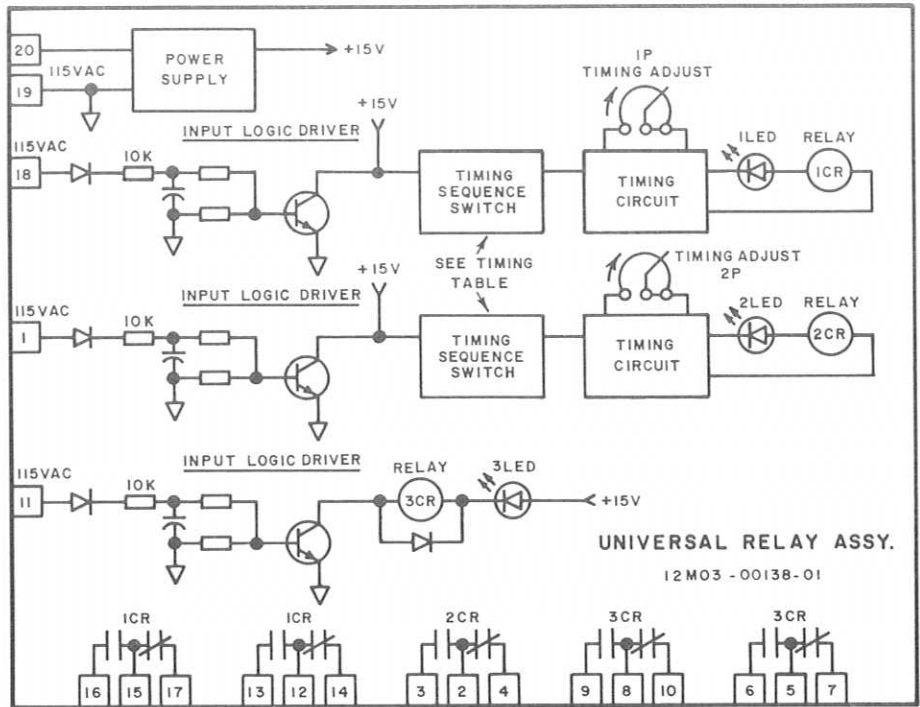 20
POWER
SUPPLY
+15V
115VAC
19
1P
TIMING ADJUST
+15V
INPUT LOGIC DRIVER
115VAC
18
10K
TIMING
SEQUENCE
SWITCH
TIMING
CIRCUIT
1LED
RELAY
1CR
SEE TIMING
TABLE
+15V
INPUT LOGIC DRIVER
TIMING ADJUST
2P
115VAC
1
10K
TIMING
SEQUENCE
SWITCH
TIMING
CIRCUIT
2LED
RELAY
2CR
INPUT LOGIC DRIVER
115VAC
11
10K
RELAY
3CR
3LED
+15V
UNIVERSAL RELAY ASSY.
12M03-00138-01
1CR
16 15 17
1CR
13 12 14
2CR
3 2 4
3CR
9 8 10
3CR
6 5 7